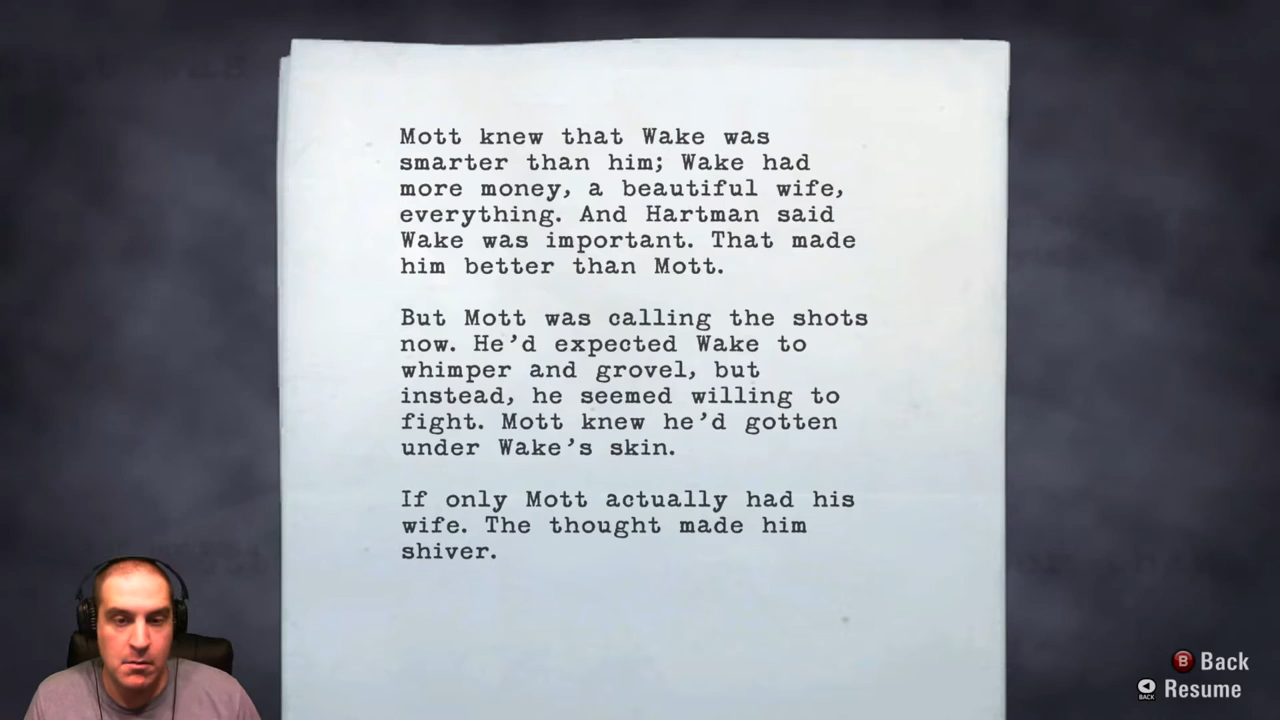 Mott knew that Wake was
smarter than him; Wake had
more money, a beautiful wife,
everything. And Hartman said
Wake was important. That made
him better than Mott.
But Mott was calling the shots
now. He'd expected Wake to
whimper and grovel, but
instead, he seemed willing to
fight. Mott knew he'd gotten
under Wake's skin.
If only Mott actually had his
wife. The thought made him
shiver.
B Back
BACK Resume